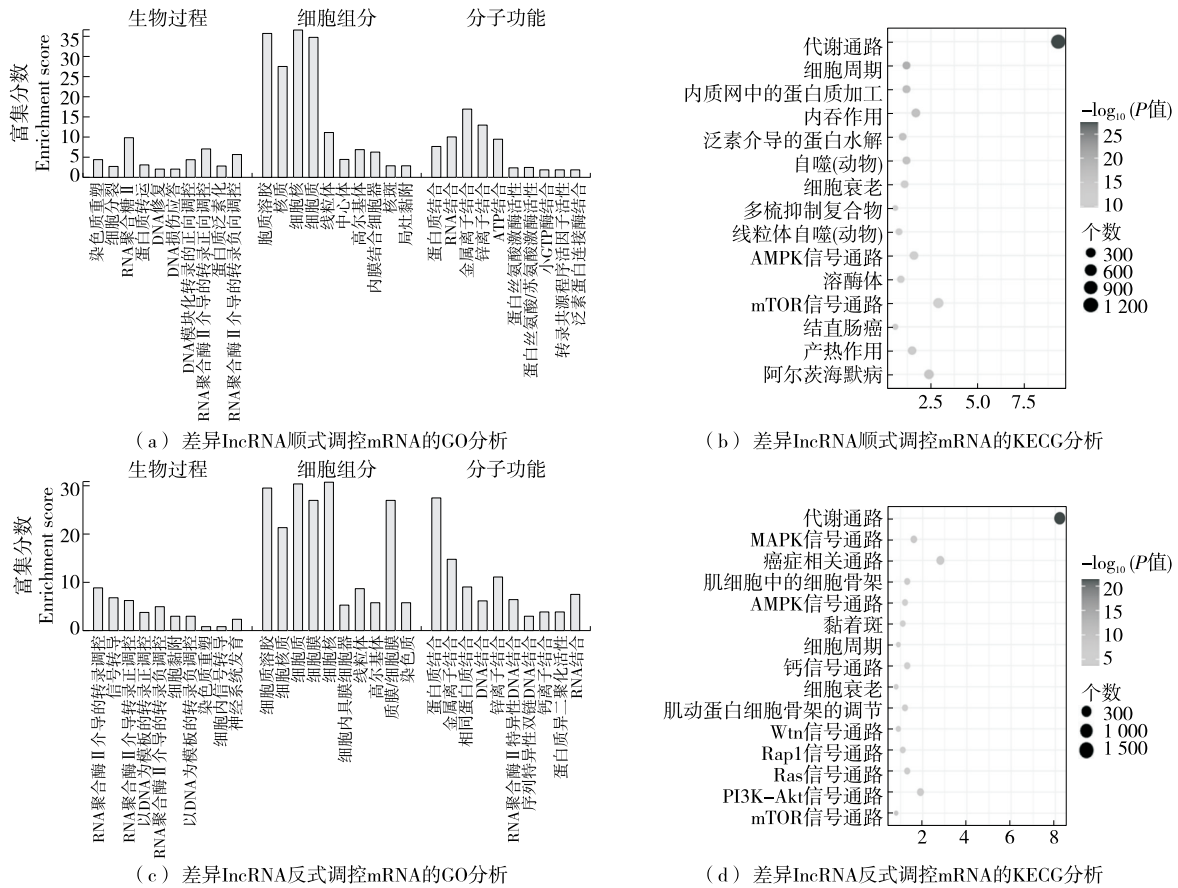 生物过程
细胞组分
分子功能
富集分数
Enrichment score
35
30
25
20
15
10
5
0
染色质重塑
细胞分裂
RNA聚合糖Ⅱ
蛋白质转运
DNA修复
DNA损伤应答
DNA模块化转录的正向调控
RNA聚合酶Ⅱ介导的转录正向调控
蛋白质泛素化
RNA聚合酶Ⅱ介导的转录负向调控
胞质溶胶
核质
细胞核
细胞质
线粒体
中心体
高尔基体
内膜结合细胞器
核斑
局灶黏附
蛋白质结合
RNA结合
金属离子结合
锌离子结合
ATP结合
蛋白丝氨酸激酶活性
蛋白丝氨酸/苏氨酸激酶活性
小GTP酶结合
转录共源程序活因子活性
泛素蛋白连接酶结合
（a）差异lncRNA顺式调控mRNA的GO分析
代谢通路
细胞周期
内质网中的蛋白质加工
内吞作用
泛素介导的蛋白水解
自噬(动物)
细胞衰老
多梳抑制复合物
线粒体自噬(动物)
AMPK信号通路
溶酶体
mTOR信号通路
结直肠癌
产热作用
阿尔茨海默病
2.5 5.0 7.5
−log₁₀(P值)
25
20
15
10
个数
300
600
900
1 200
（b）差异lncRNA顺式调控mRNA的KECG分析
生物过程
细胞组分
分子功能
富集分数
Enrichment score
30
20
10
0
RNA聚合酶Ⅱ介导的转录调控
信号转导
RNA聚合酶Ⅱ介导转录正调控
以DNA为模板的转录正调控
RNA聚合酶Ⅱ介导的转录负调控
细胞黏附
以DNA为模板的转录负调控
染色质重塑
细胞内信号转导
神经系统发育
细胞质溶胶
细胞核质
细胞质
细胞膜
细胞核
细胞内具膜细胞器
线粒体
高尔基体
质膜/细胞膜
染色质
蛋白质结合
金属离子结合
相同蛋白质结合
DNA结合
锌离子结合
RNA聚合酶Ⅱ特异性DNA结合
序列特异性双链DNA结合
钙离子结合
蛋白质异二聚化活性
RNA结合
（c）差异lncRNA反式调控mRNA的GO分析
代谢通路
MAPK信号通路
癌症相关通路
肌细胞中的细胞骨架
AMPK信号通路
黏着斑
细胞周期
钙信号通路
细胞衰老
肌动蛋白细胞骨架的调节
Wtn信号通路
Rap1信号通路
Ras信号通路
PI3K-Akt信号通路
mTOR信号通路
2 4 6 8
−log₁₀(P值)
20
15
10
5
个数
300
1 000
1 500
（d）差异lncRNA反式调控mRNA的KECG分析